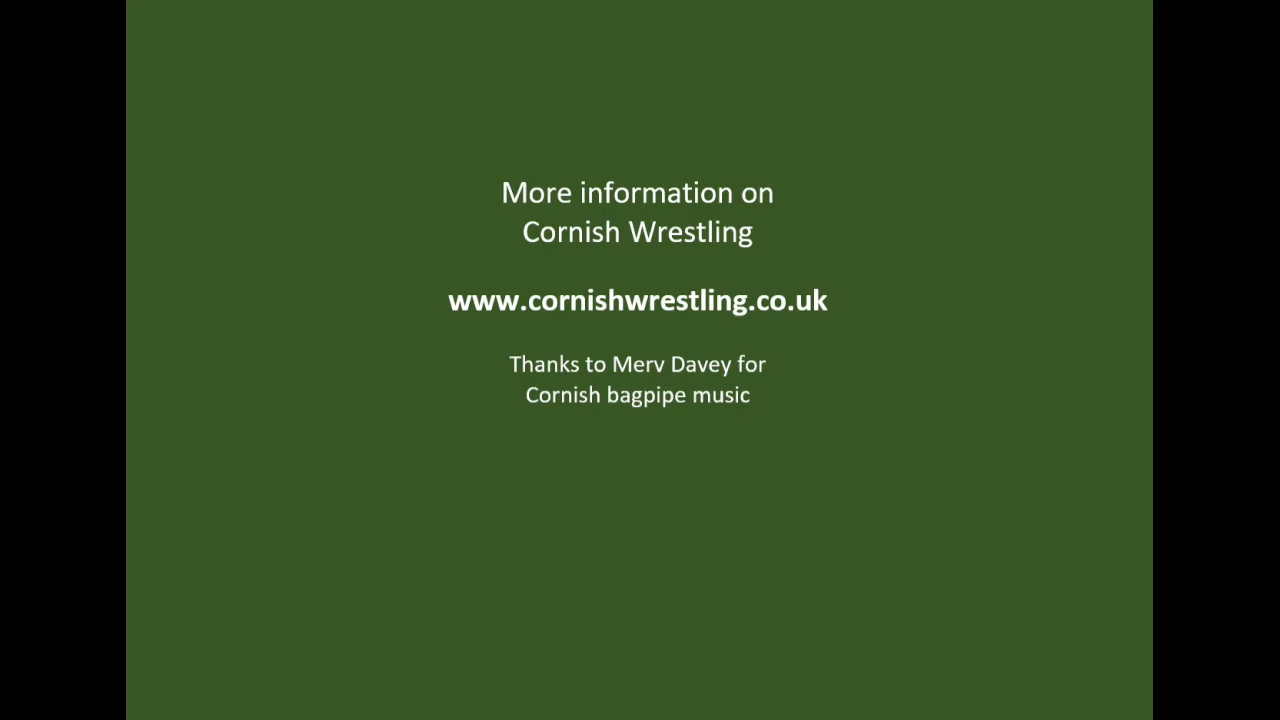 More information on
Cornish Wrestling
www.cornishwrestling.co.uk
Thanks to Merv Davey for
Cornish bagpipe music